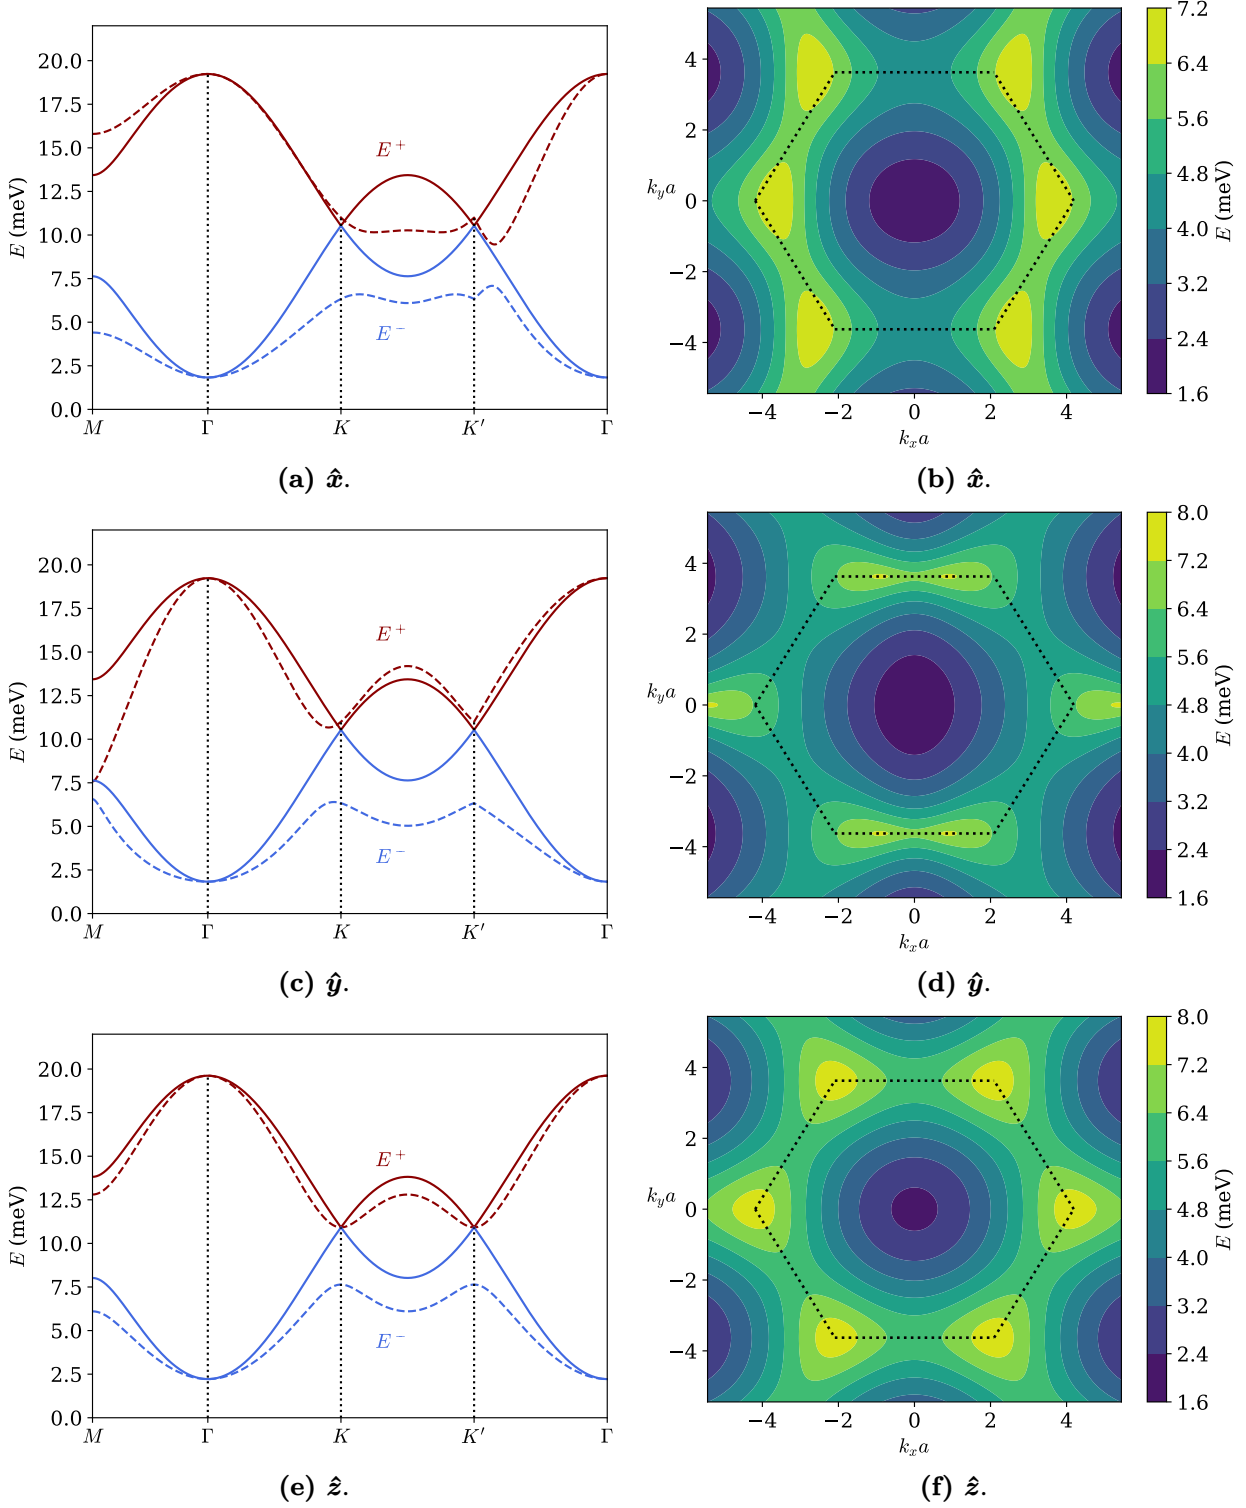 20.0
17.5
15.0
12.5
10.0
7.5
5.0
2.5
0.0
E (meV)
E⁺
E⁻
M Γ K K′ Γ
(a) x̂.
4
2
0
−2
−4
k_y a
−4 −2 0 2 4
k_x a
7.2
6.4
5.6
4.8
4.0
3.2
2.4
1.6
E (meV)
(b) x̂.
20.0
17.5
15.0
12.5
10.0
7.5
5.0
2.5
0.0
E (meV)
E⁺
E⁻
M Γ K K′ Γ
(c) ŷ.
4
2
0
−2
−4
k_y a
−4 −2 0 2 4
k_x a
8.0
7.2
6.4
5.6
4.8
4.0
3.2
2.4
1.6
E (meV)
(d) ŷ.
20.0
17.5
15.0
12.5
10.0
7.5
5.0
2.5
0.0
E (meV)
E⁺
E⁻
M Γ K K′ Γ
(e) ẑ.
4
2
0
−2
−4
k_y a
−4 −2 0 2 4
k_x a
8.0
7.2
6.4
5.6
4.8
4.0
3.2
2.4
1.6
E (meV)
(f) ẑ.